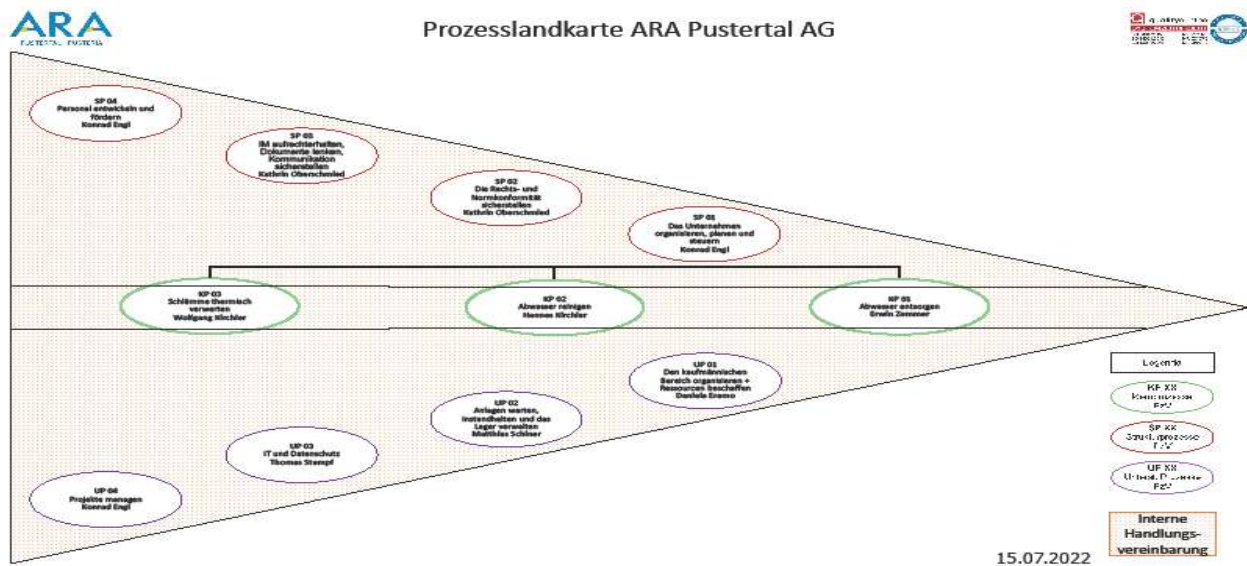 ARA
PUSTERTAL PUSTERIA
Prozesslandkarte ARA Pustertal AG
SP 04
Personal entwickeln und
fördern
Konrad Engl
SP 03
IM aufrechterhalten,
Dokumente lenken,
Kommunikation
sicherstellen
Kathrin Oberschmied
SP 02
Die Rechts- und
Normkonformität
sicherstellen
Kathrin Oberschmied
SP 01
Das Unternehmen
organisieren, planen und
steuern
Konrad Engl
KP 03
Schlämme thermisch
verwerten
Wolfgang Kirchler
KP 02
Abwasser reinigen
Hannes Kirchler
KP 01
Abwasser entsorgen
Erwin Zemmer
UP 01
Den kaufmännischen
Bereich organisieren +
Ressourcen beschaffen
Daniela Eramo
UP 02
Anlagen warten,
instandhalten und das
Lager verwalten
Matthias Schiner
UP 03
IT und Datenschutz
Thomas Stampf
UP 04
Projekte managen
Konrad Engl
KP XX
SP XX
UP XX
Interne
Handlungs-
vereinbarung
15.07.2022